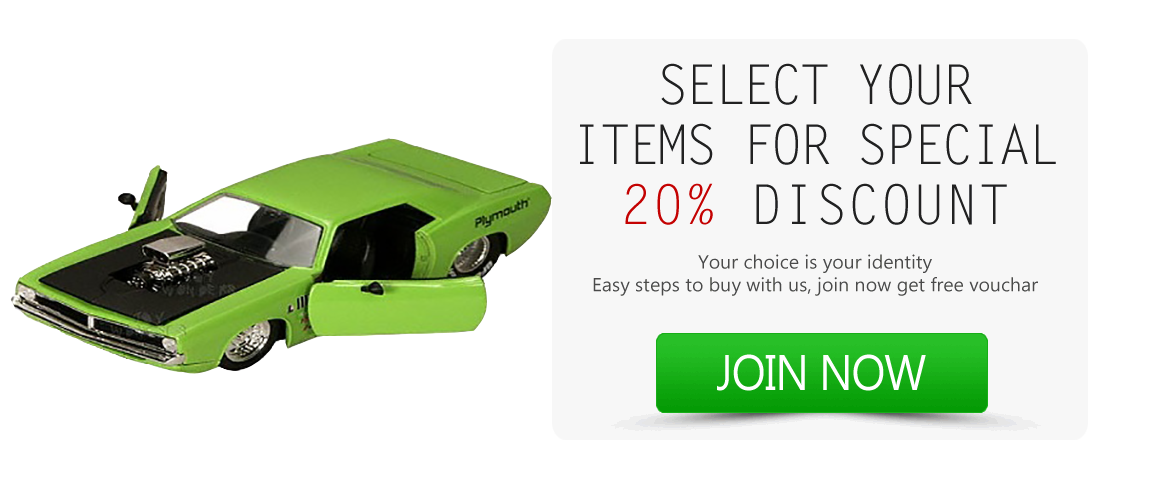 SELECT YOUR
ITEMS FOR SPECIAL
20% DISCOUNT
Your choice is your identity
Easy steps to buy with us, join now get free vouchar
JOIN NOW
Plymouth